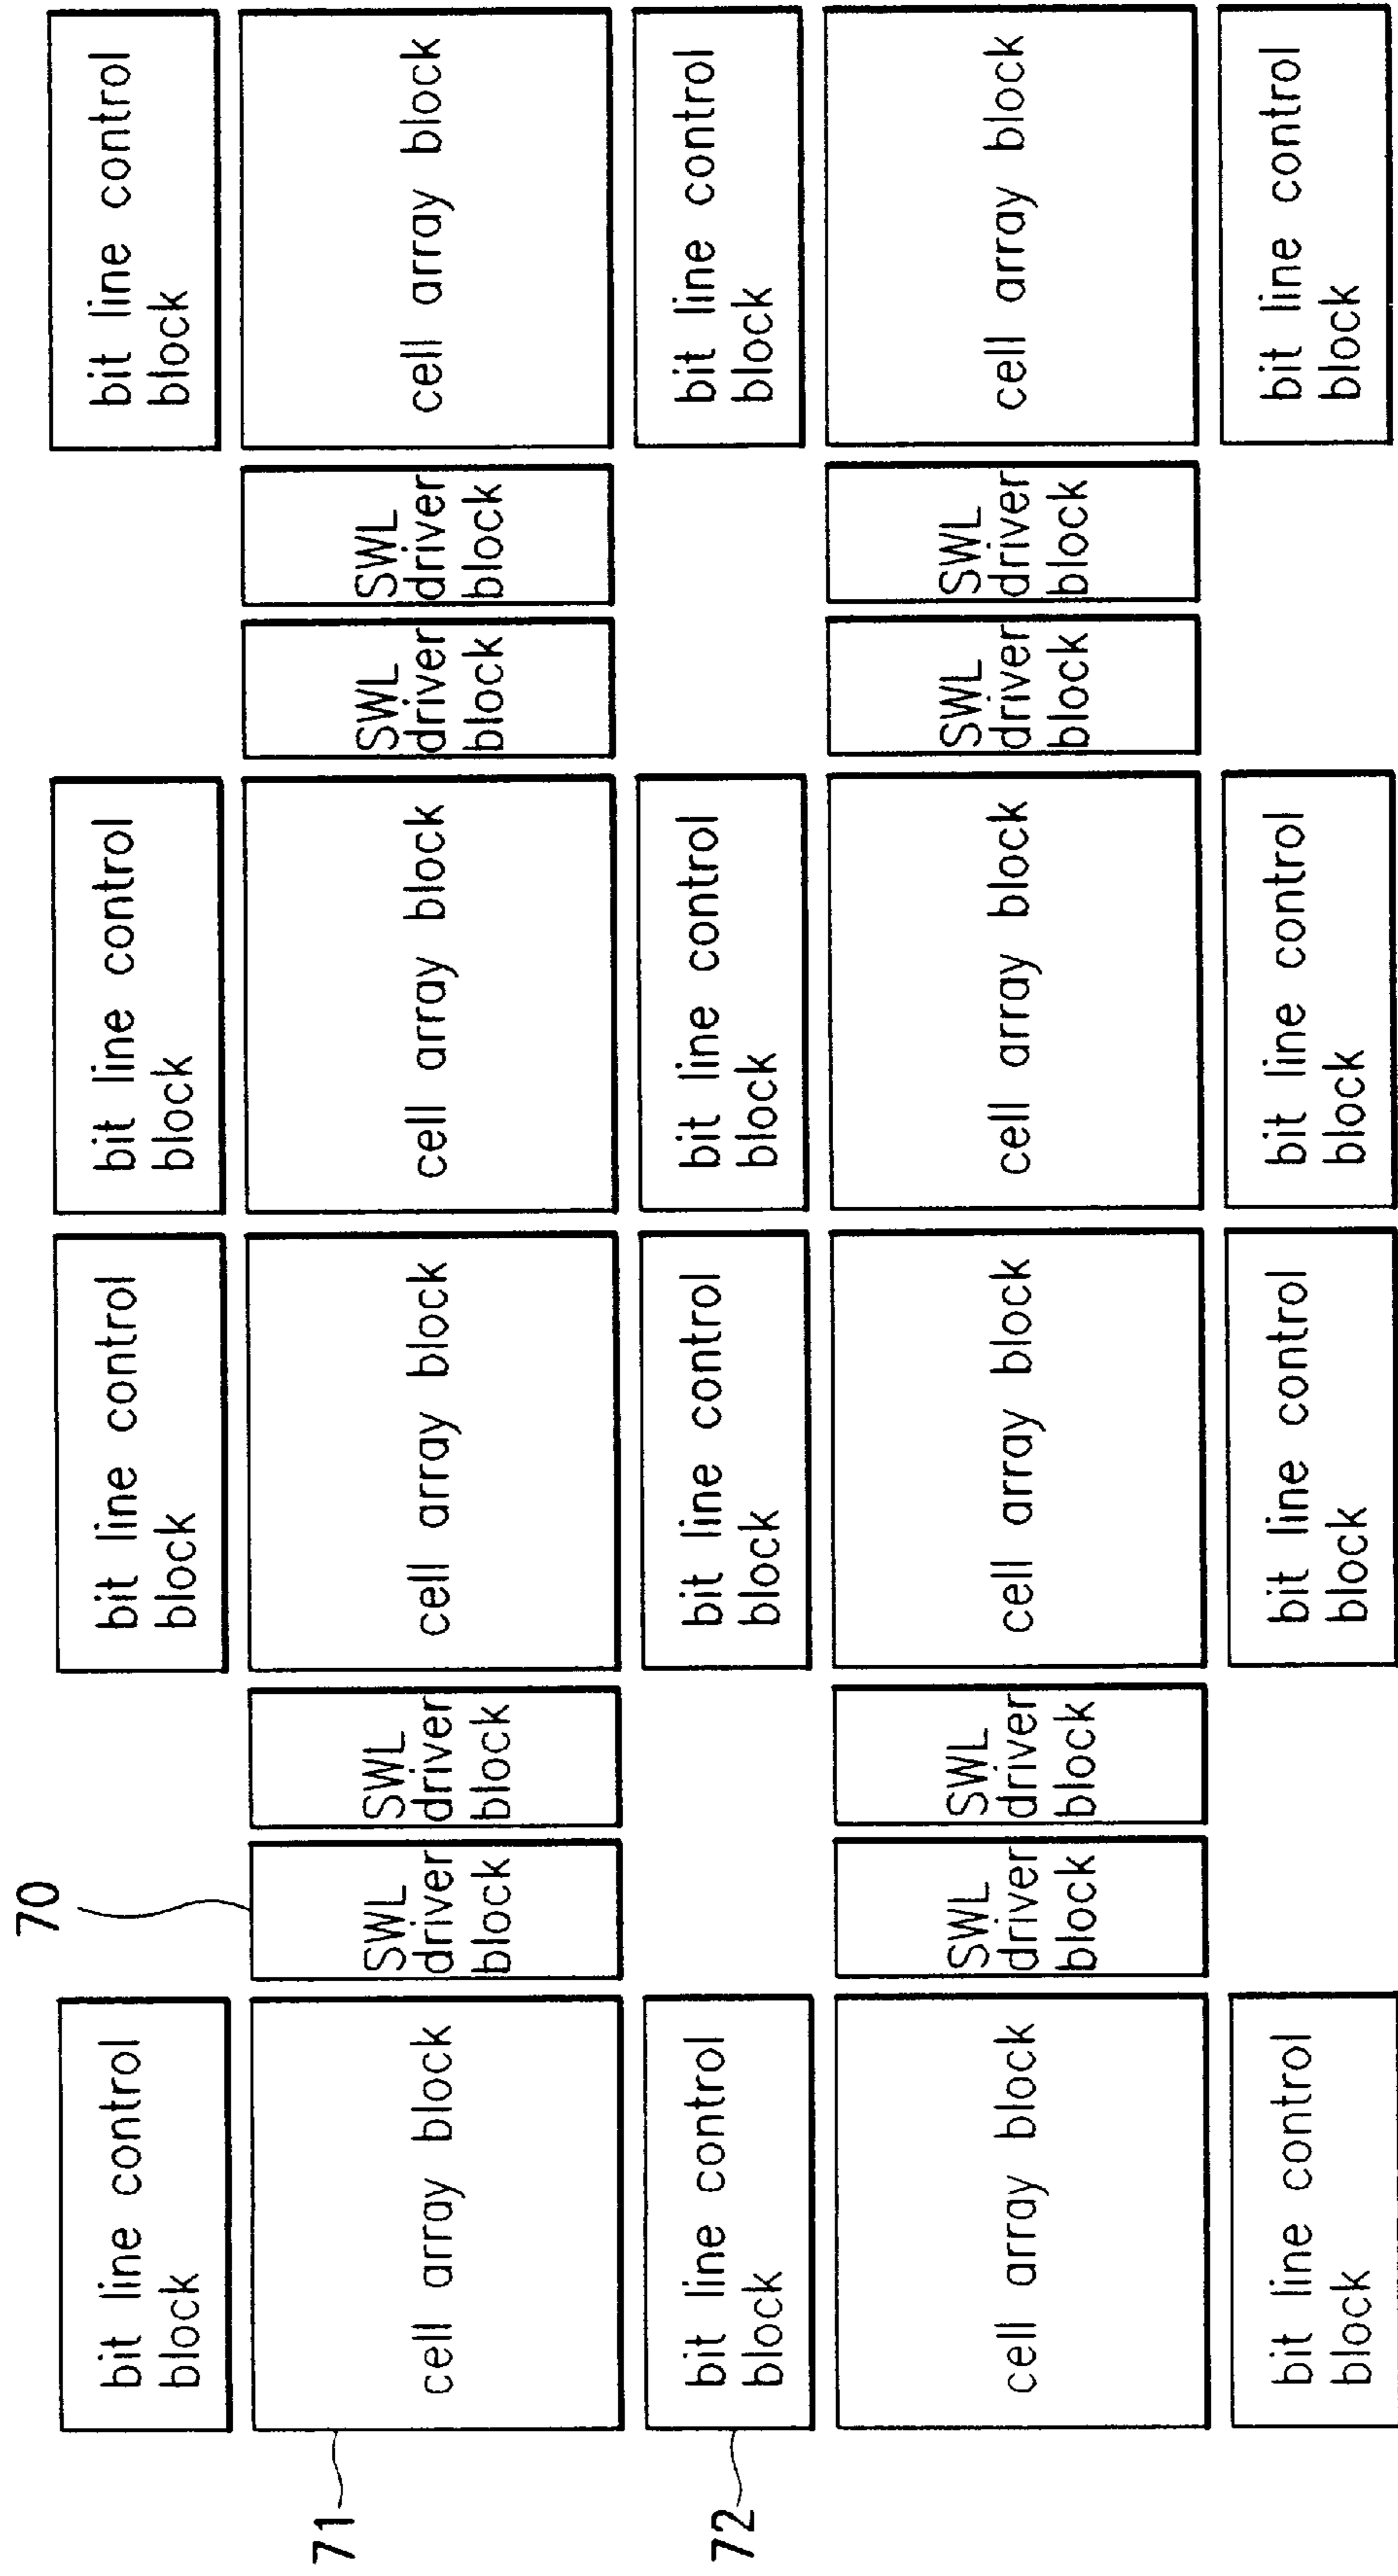 70
bit line control
block
bit line control
block
bit line control
block
bit line control
block
71
cell array block
SWL
driver
block
SWL
driver
block
cell array block
cell array block
SWL
driver
block
SWL
driver
block
cell array block
72
bit line control
block
bit line control
block
bit line control
block
bit line control
block
cell array block
SWL
driver
block
SWL
driver
block
cell array block
cell array block
SWL
driver
block
SWL
driver
block
cell array block
bit line control
block
bit line control
block
bit line control
block
bit line control
block